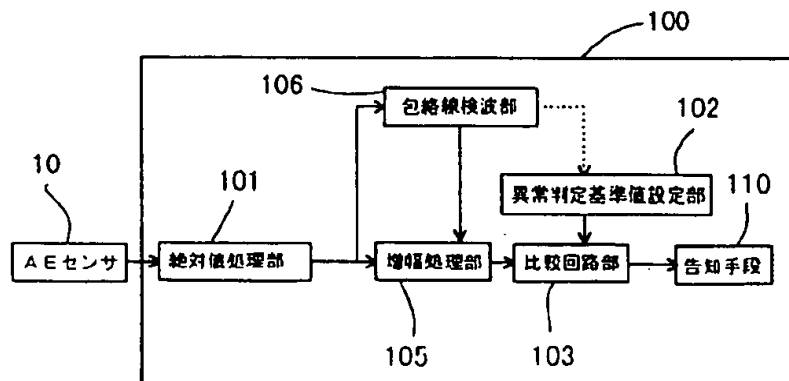 100
106
包絡線検波部
102
10
101
異常判定基準値設定部
110
AEセンサ
絶対値処理部
増幅処理部
比較回路部
告知手段
105
103